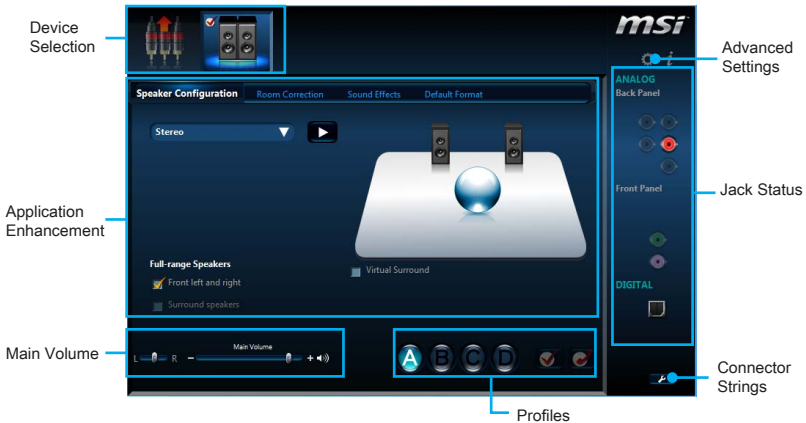 Device
Selection
msi
Advanced
Settings
i
ANALOG
Back Panel
Speaker Configuration
Room Correction
Sound Effects
Default Format
Stereo
Front Panel
Jack Status
Application
Enhancement
Full-range Speakers
Front left and right
Surround speakers
Virtual Surround
DIGITAL
Main Volume
Main Volume
L
R
-
+
A
B
C
D
Connector
Strings
Profiles